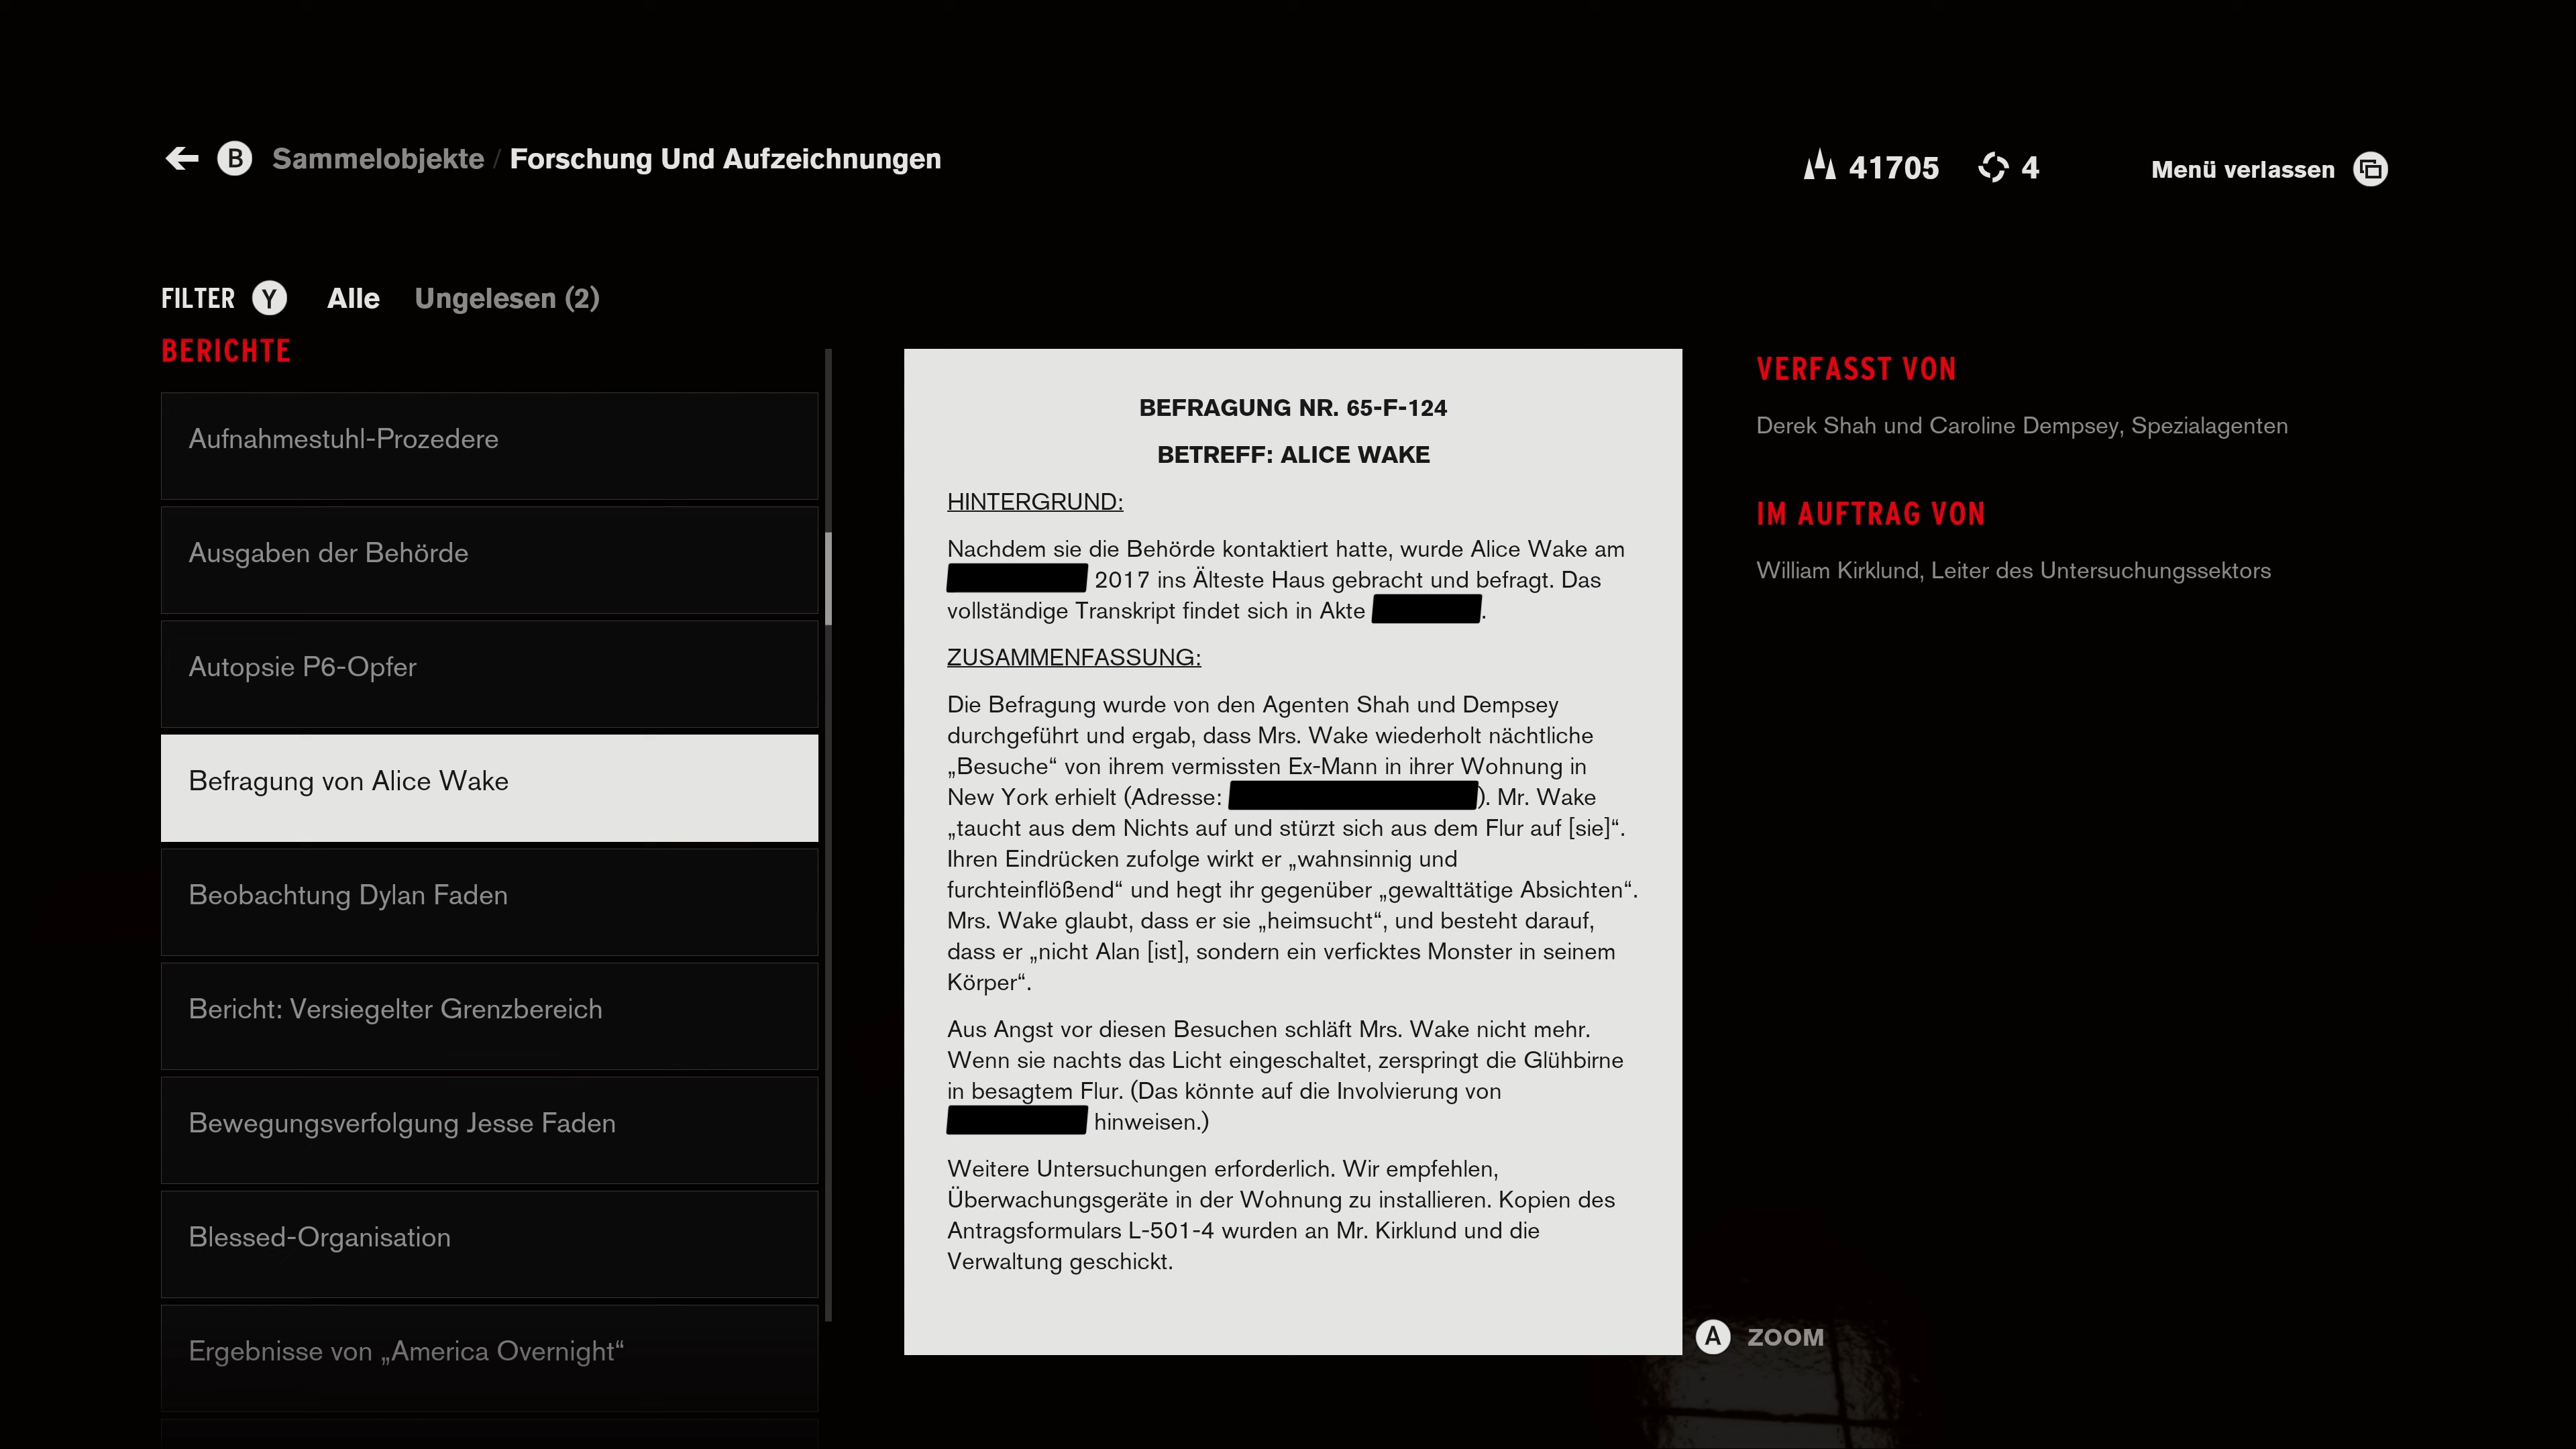 B Sammelobjekte / Forschung Und Aufzeichnungen
41705 4 Menü verlassen
FILTER Y Alle Ungelesen (2)
BERICHTE
Aufnahmestuhl-Prozedere
Ausgaben der Behörde
Autopsie P6-Opfer
Befragung von Alice Wake
Beobachtung Dylan Faden
Bericht: Versiegelter Grenzbereich
Bewegungsverfolgung Jesse Faden
Blessed-Organisation
Ergebnisse von „America Overnight“
BEFRAGUNG NR. 65-F-124
BETREFF: ALICE WAKE
HINTERGRUND:
Nachdem sie die Behörde kontaktiert hatte, wurde Alice Wake am
2017 ins Älteste Haus gebracht und befragt. Das
vollständige Transkript findet sich in Akte .
ZUSAMMENFASSUNG:
Die Befragung wurde von den Agenten Shah und Dempsey
durchgeführt und ergab, dass Mrs. Wake wiederholt nächtliche
„Besuche“ von ihrem vermissten Ex-Mann in ihrer Wohnung in
New York erhielt (Adresse: ). Mr. Wake
„taucht aus dem Nichts auf und stürzt sich aus dem Flur auf [sie]“.
Ihren Eindrücken zufolge wirkt er „wahnsinnig und
furchteinflößend“ und hegt ihr gegenüber „gewalttätige Absichten“.
Mrs. Wake glaubt, dass er sie „heimsucht“, und besteht darauf,
dass er „nicht Alan [ist], sondern ein verficktes Monster in seinem
Körper“.
Aus Angst vor diesen Besuchen schläft Mrs. Wake nicht mehr.
Wenn sie nachts das Licht eingeschaltet, zerspringt die Glühbirne
in besagtem Flur. (Das könnte auf die Involvierung von
hinweisen.)
Weitere Untersuchungen erforderlich. Wir empfehlen,
Überwachungsgeräte in der Wohnung zu installieren. Kopien des
Antragsformulars L-501-4 wurden an Mr. Kirklund und die
Verwaltung geschickt.
VERFASST VON
Derek Shah und Caroline Dempsey, Spezialagenten
IM AUFTRAG VON
William Kirklund, Leiter des Untersuchungssektors
A ZOOM